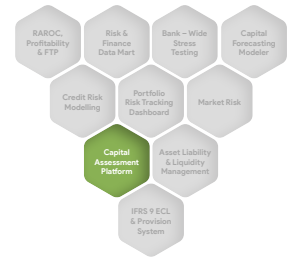 RAROC,
Profitability
& FTP
Risk &
Finance
Data Mart
Bank – Wide
Stress
Testing
Capital
Forecasting
Modeler
Credit Risk
Modelling
Portfolio
Risk Tracking
Dashboard
Market Risk
Capital
Assessment
Platform
Asset Liability
& Liquidity
Management
IFRS 9 ECL
& Provision
System